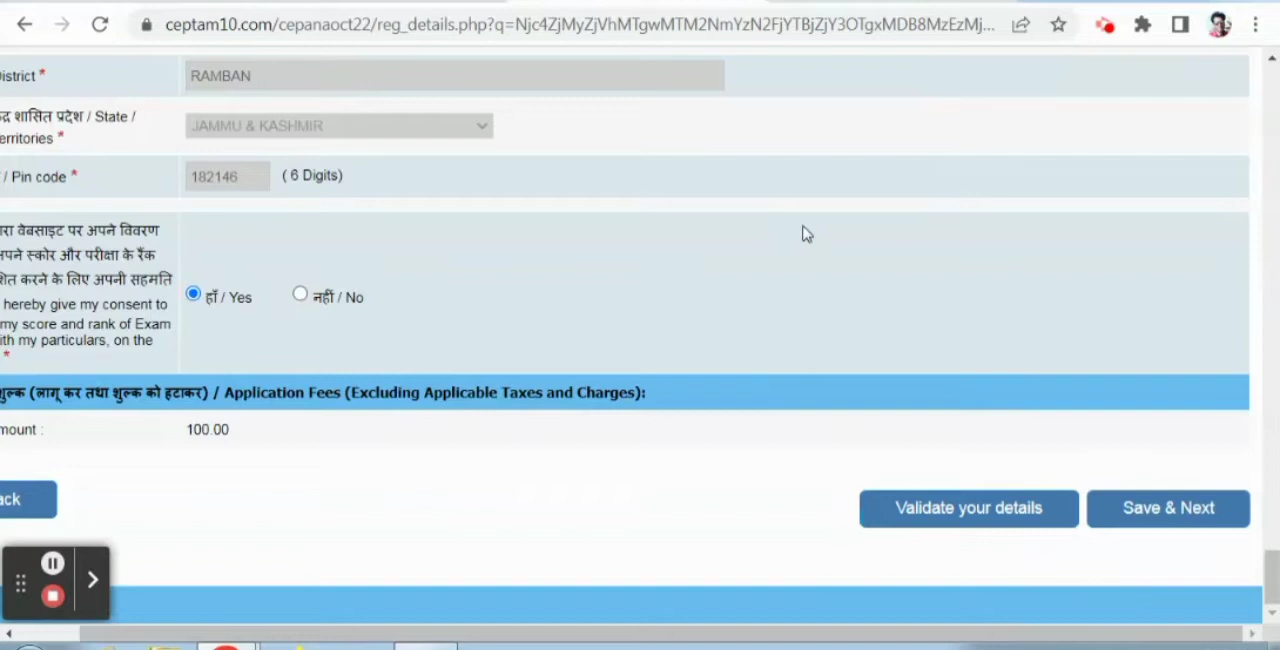 ceptam10.com/cepanaoct22/reg_details.php?q=Njc4ZjMyZjVhMTgwMTM2NmYzN2FjYTBjZjY3OTgxMDB8MzEzMj...
District * RAMBAN
द्र शासित प्रदेश / State /
erritories * JAMMU & KASHMIR
/ Pin code * 182146 ( 6 Digits)
रा वेबसाइट पर अपने विवरण
पने स्कोर और परीक्षा के रैंक
शित करने के लिए अपनी सहमति
hereby give my consent to
हाँ / Yes नहीं / No
my score and rank of Exam
ith my particulars, on the
*
शुल्क (लागू कर तथा शुल्क को हटाकर) / Application Fees (Excluding Applicable Taxes and Charges):
mount : 100.00
ack
Validate your details Save & Next